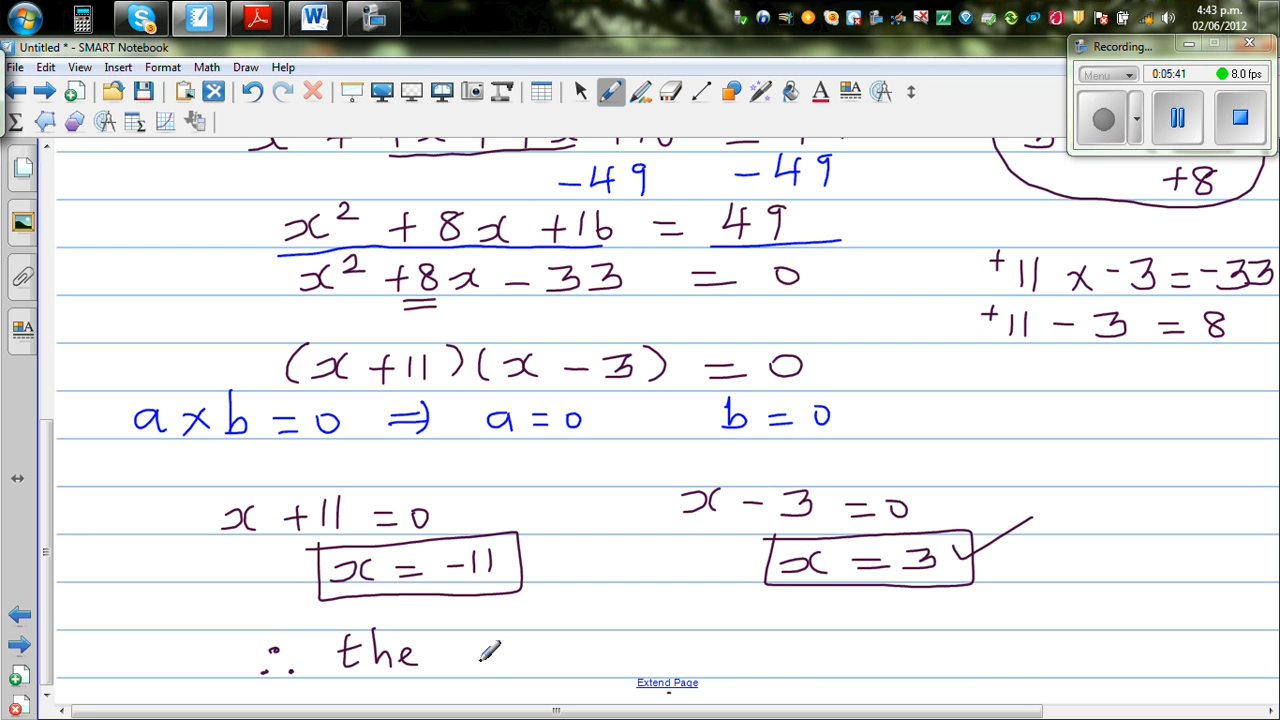 4:43 p.m.
02/06/2012
Untitled * - SMART Notebook
Recording...
File Edit View Insert Format Math Draw Help
Menu 0:05:41 8.0 fps
-49 -49
+8
x² + 8x + 16 = 49
x² + 8x - 33 = 0
+11 x -3 = -33
+11 - 3 = 8
(x + 11)(x - 3) = 0
a × b = 0 ⇒ a = 0 b = 0
x + 11 = 0 x - 3 = 0
x = -11 x = 3 ✓
∴ the
Extend Page